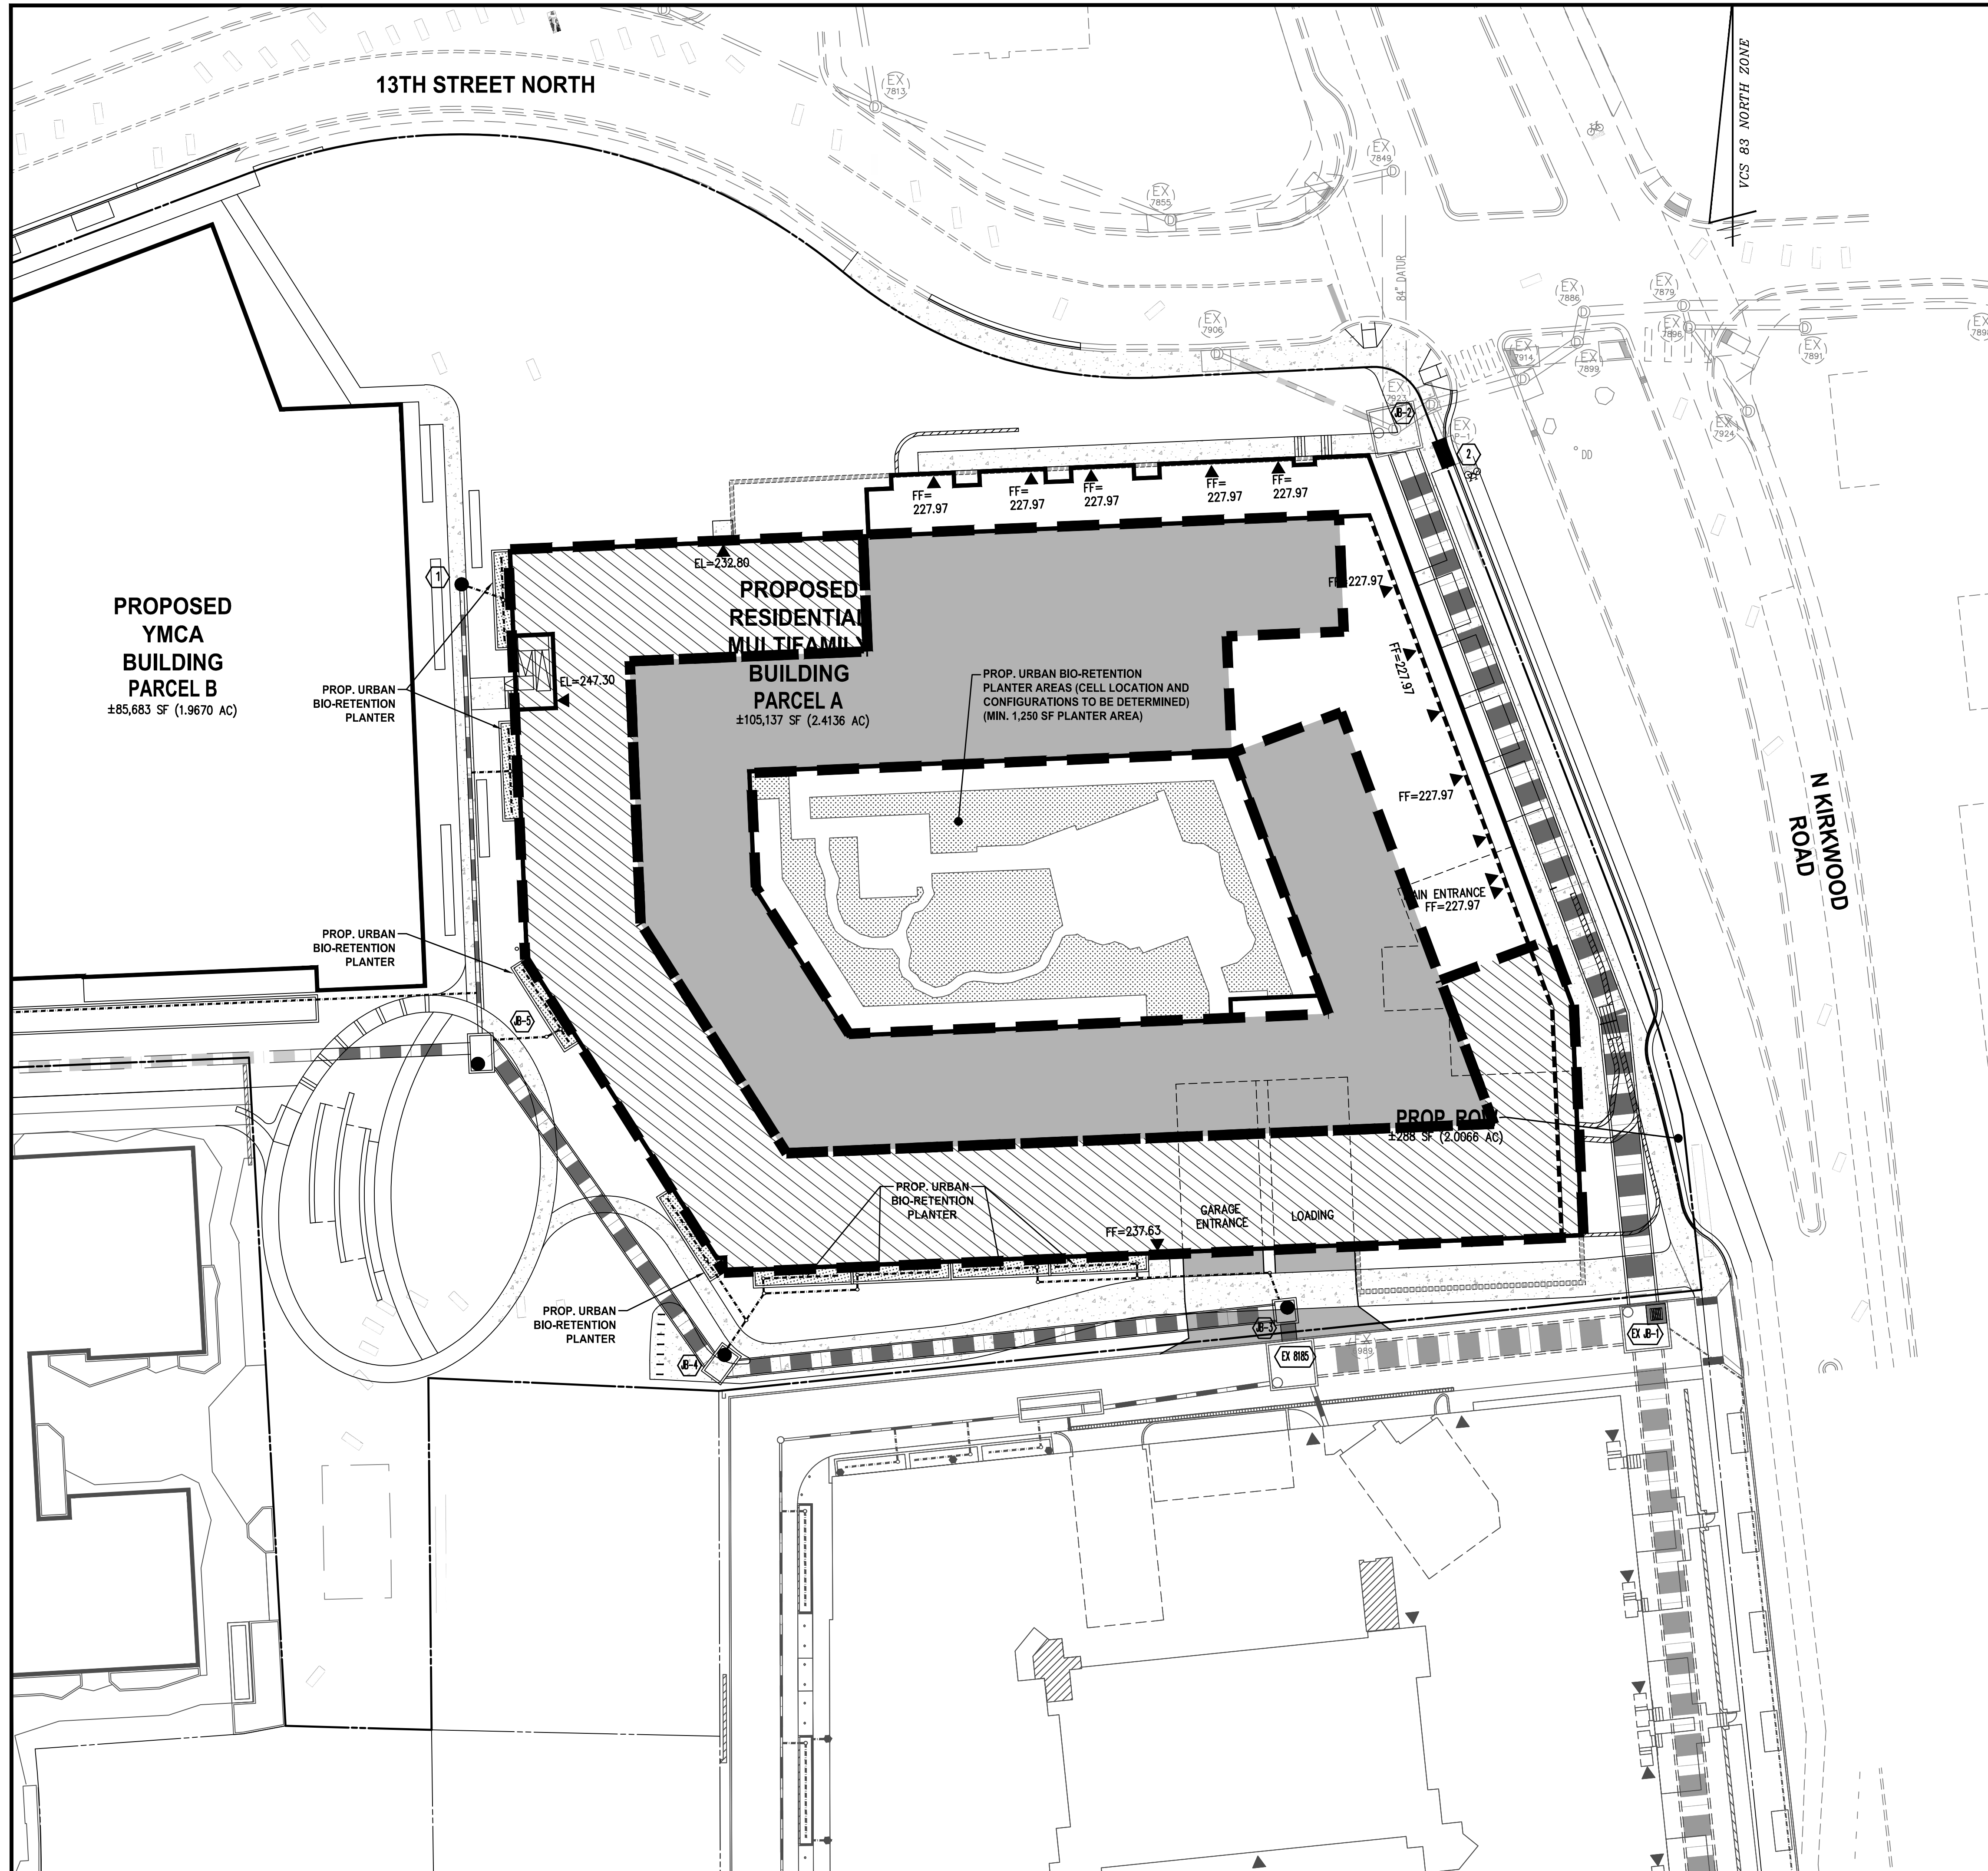 13TH STREET NORTH
VCS 83 NORTH ZONE
EX
7813
EX
7849
EX
7855
84" DATUR
EX
7906
EX
7886
EX
7879
EX
7896
EX
7891
EX
7914
EX
7899
EX
7923
JB-2
EX
P-1
2
EX
7924
DD
FF=
227.97
FF=
227.97
FF=
227.97
FF=
227.97
FF=
227.97
EL=232.80
1
PROPOSED
YMCA
BUILDING
PARCEL B
±85,683 SF (1.9670 AC)
PROPOSED
RESIDENTIAL
MULTIFAMILY
BUILDING
PARCEL A
±105,137 SF (2.4136 AC)
EL=247.30
PROP. URBAN
BIO-RETENTION
PLANTER
PROP. URBAN BIO-RETENTION
PLANTER AREAS (CELL LOCATION AND
CONFIGURATIONS TO BE DETERMINED)
(MIN. 1,250 SF PLANTER AREA)
FF=227.97
FF=227.97
FF=227.97
N KIRKWOOD
ROAD
MAIN ENTRANCE
FF=227.97
PROP. URBAN
BIO-RETENTION
PLANTER
JB-5
PROP. ROW
±288 SF (2.0066 AC)
PROP. URBAN
BIO-RETENTION
PLANTER
GARAGE
ENTRANCE
LOADING
FF=237.63
PROP. URBAN
BIO-RETENTION
PLANTER
JB-4
JB-3
EX 8185
989
EX JB-1